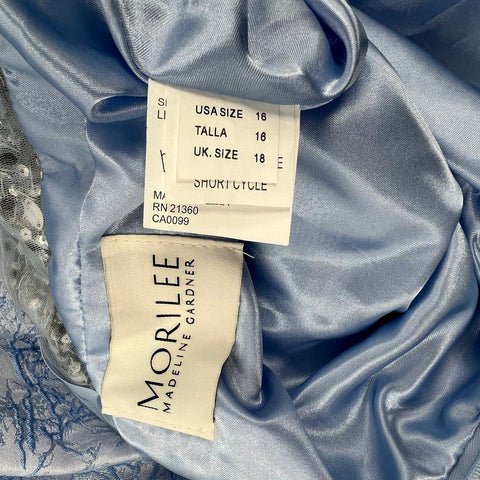 USA SIZE 16
TALLA 16
UK. SIZE 18
SHORT CYCLE
RN 21360
CA0099
MORILEE
MADELINE GARDNER